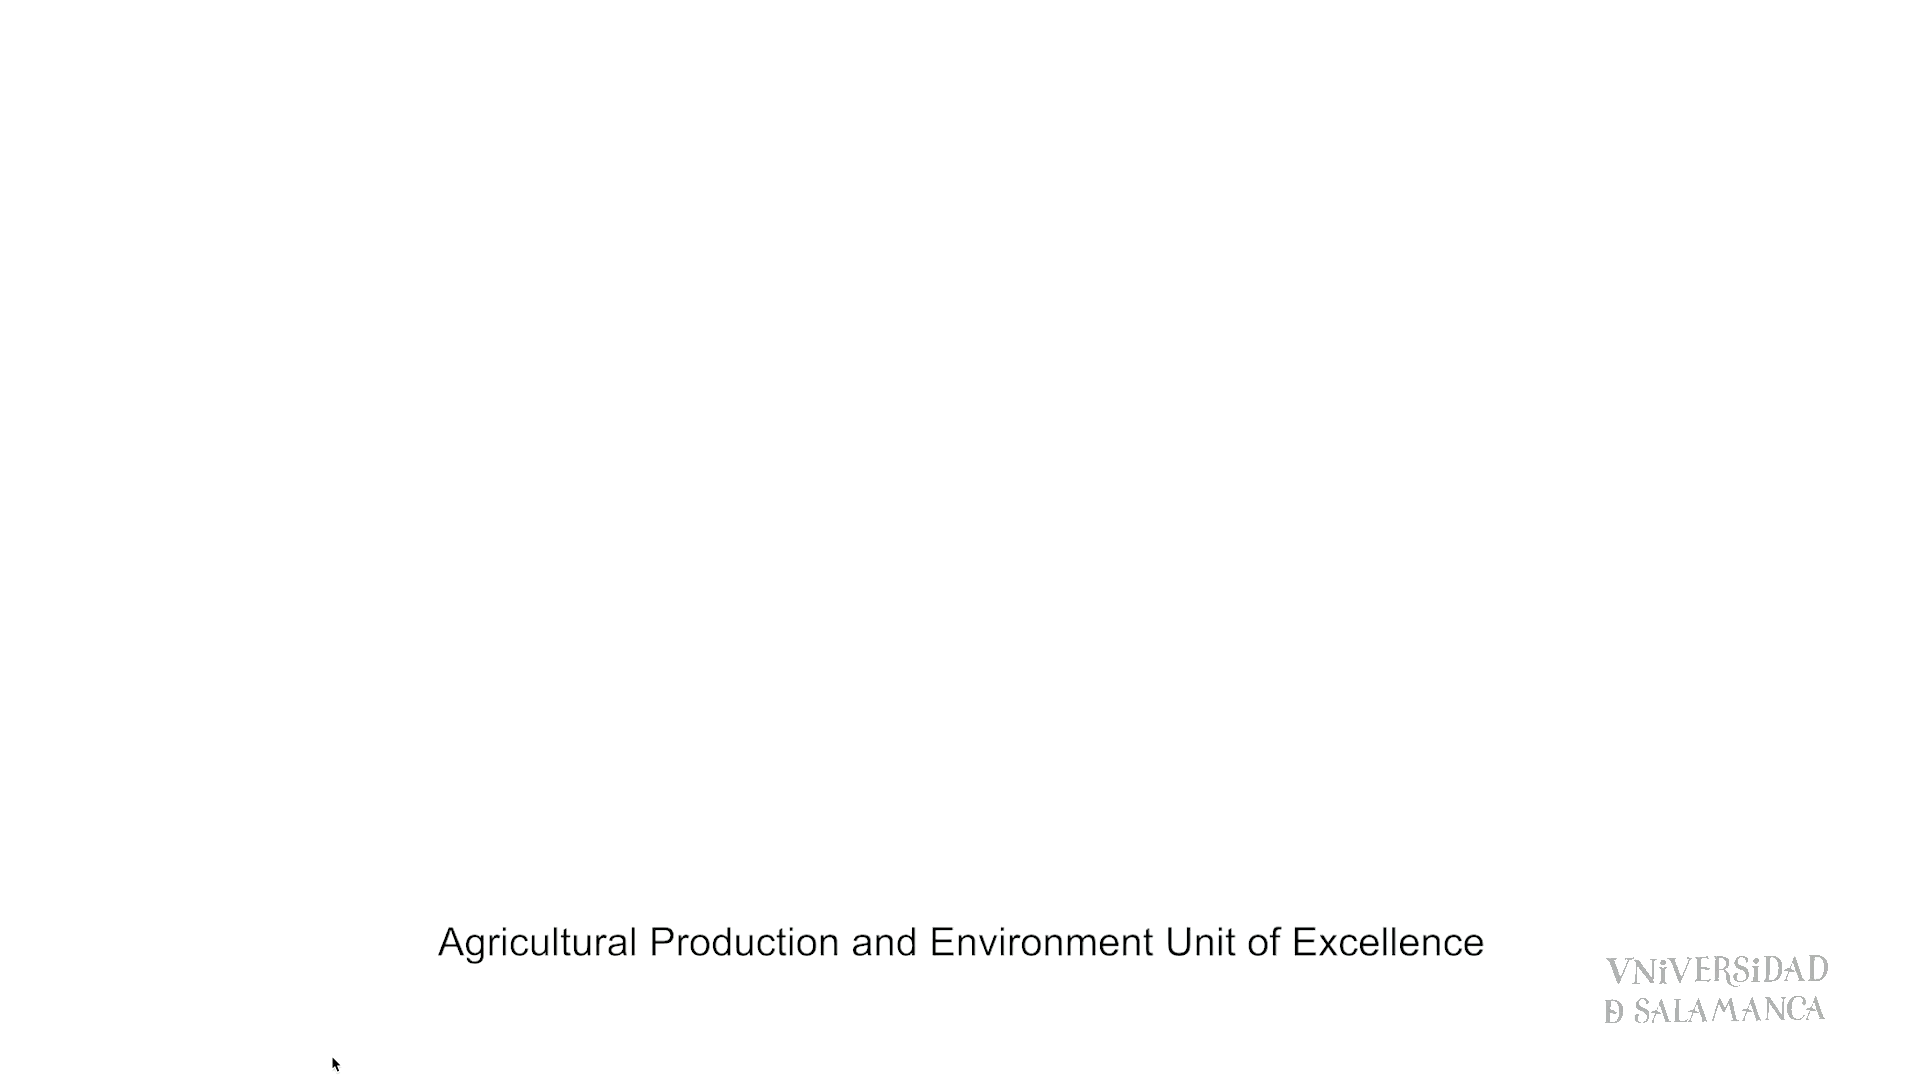 Agricultural Production and Environment Unit of Excellence
VNiVERSiDAD
Ð SALAMANCA